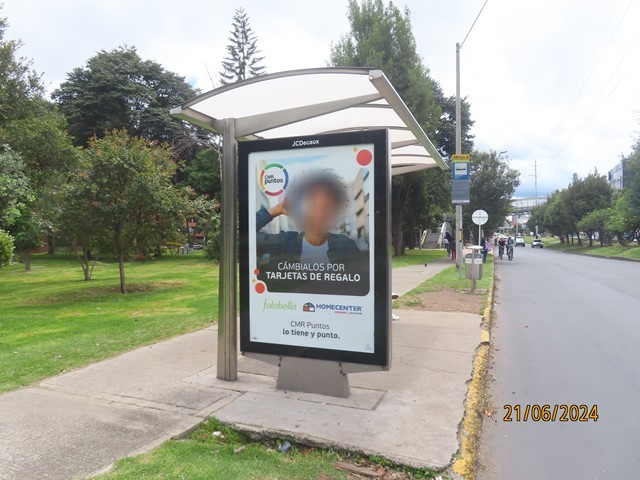 JCDecaux
CMR
puntos
CÁMBIALOS POR
TARJETAS DE REGALO
falabella
HOMECENTER
CMR Puntos
lo tiene y punto.
21/06/2024